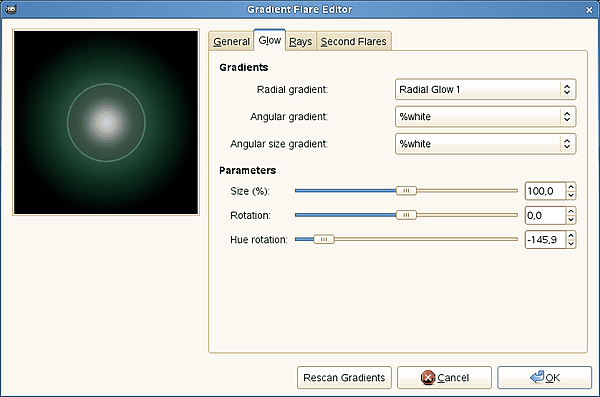 Gradient Flare Editor
General Glow Rays Second Flares
Gradients
Radial gradient: Radial Glow 1
Angular gradient: %white
Angular size gradient: %white
Parameters
Size (%): 100,0
Rotation: 0,0
Hue rotation: -145,9
Rescan Gradients Cancel OK